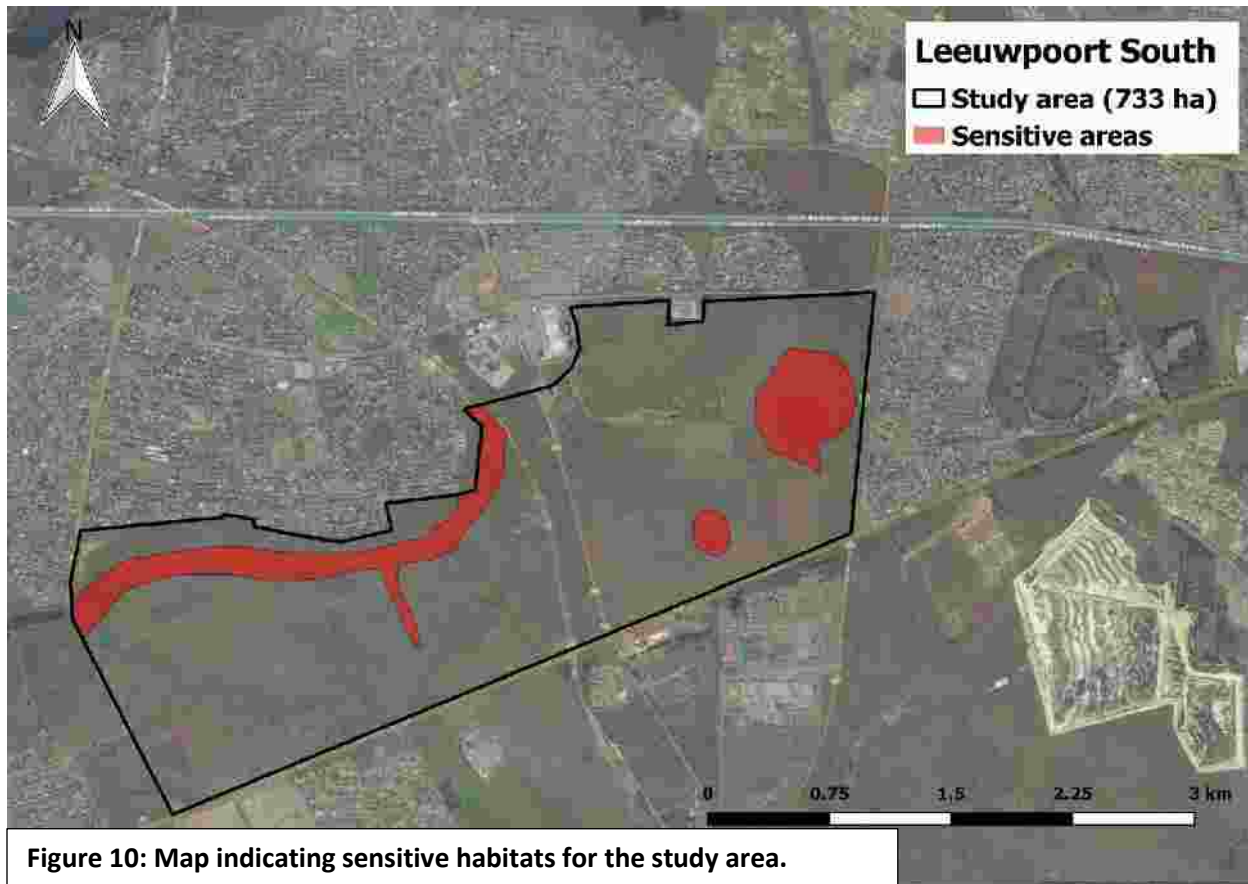 N
Leeuwpoort South
Study area (733 ha)
Sensitive areas
0 0.75 1.5 2.25 3 km
Figure 10: Map indicating sensitive habitats for the study area.